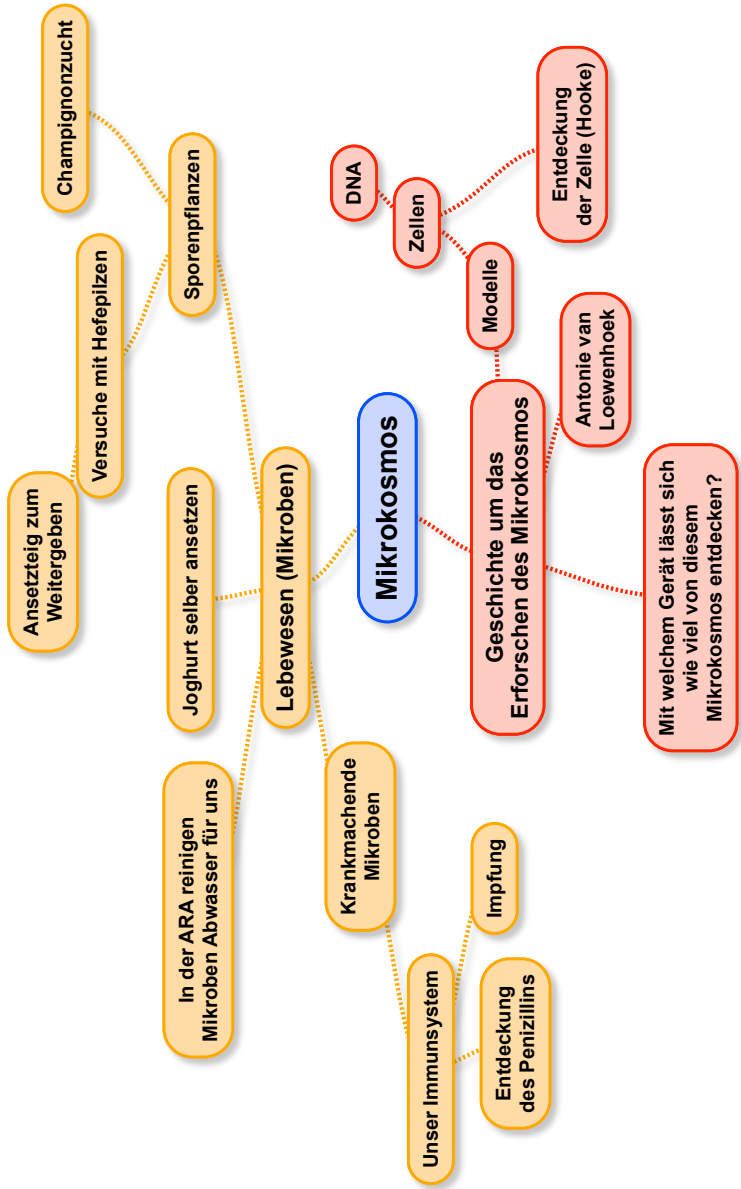 Ansetzteig zum
Weitergeben
Versuche mit Hefepilzen
Champignonzucht
Sporenpflanzen
Joghurt selber ansetzen
In der ARA reinigen
Mikroben Abwasser für uns
Lebewesen (Mikroben)
Krankmachende
Mikroben
Unser Immunsystem
Impfung
Entdeckung
des Penizillins
Mikrokosmos
Geschichte um das
Erforschen des Mikrokosmos
Modelle
Zellen
DNA
Entdeckung
der Zelle (Hooke)
Antonie van
Loewenhoek
Mit welchem Gerät lässt sich
wie viel von diesem
Mikrokosmos entdecken?